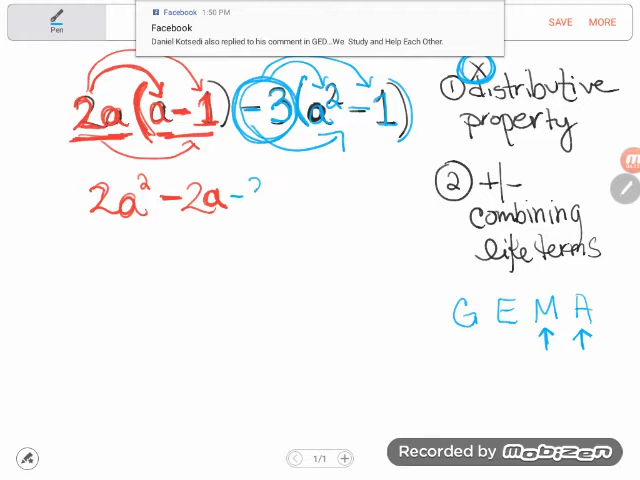 Facebook 1:50 PM
Facebook
Daniel Kotsedi also replied to his comment in GED...We Study and Help Each Other.
Pen
SAVE MORE
2a(a-1) -3(a²-1)
2a² - 2a -
x
① distributive
property
② +/-
combining
like terms
G E M A
1/1
Recorded by mobizen